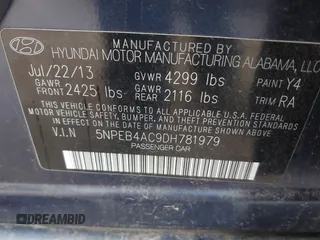 MANUFACTURED BY
HYUNDAI MOTOR MANUFACTURING ALABAMA, LLC
Jul/22/13 GVWR 4299 lbs PAINT Y4
GAWR FRONT 2425 lbs GAWR REAR 2116 lbs TRIM RA
THIS VEHICLE CONFORMS TO ALL APPLICABLE FEDERAL
MOTOR VEHICLE SAFETY, BUMPER, AND THEFT
PREVENTION STANDARDS IN EFFECT ON THE DATE OF
MANUFACTURE SHOWN ABOVE.
V.I.N 5NPEB4AC9DH781979
PASSENGER CAR
DREAMBID